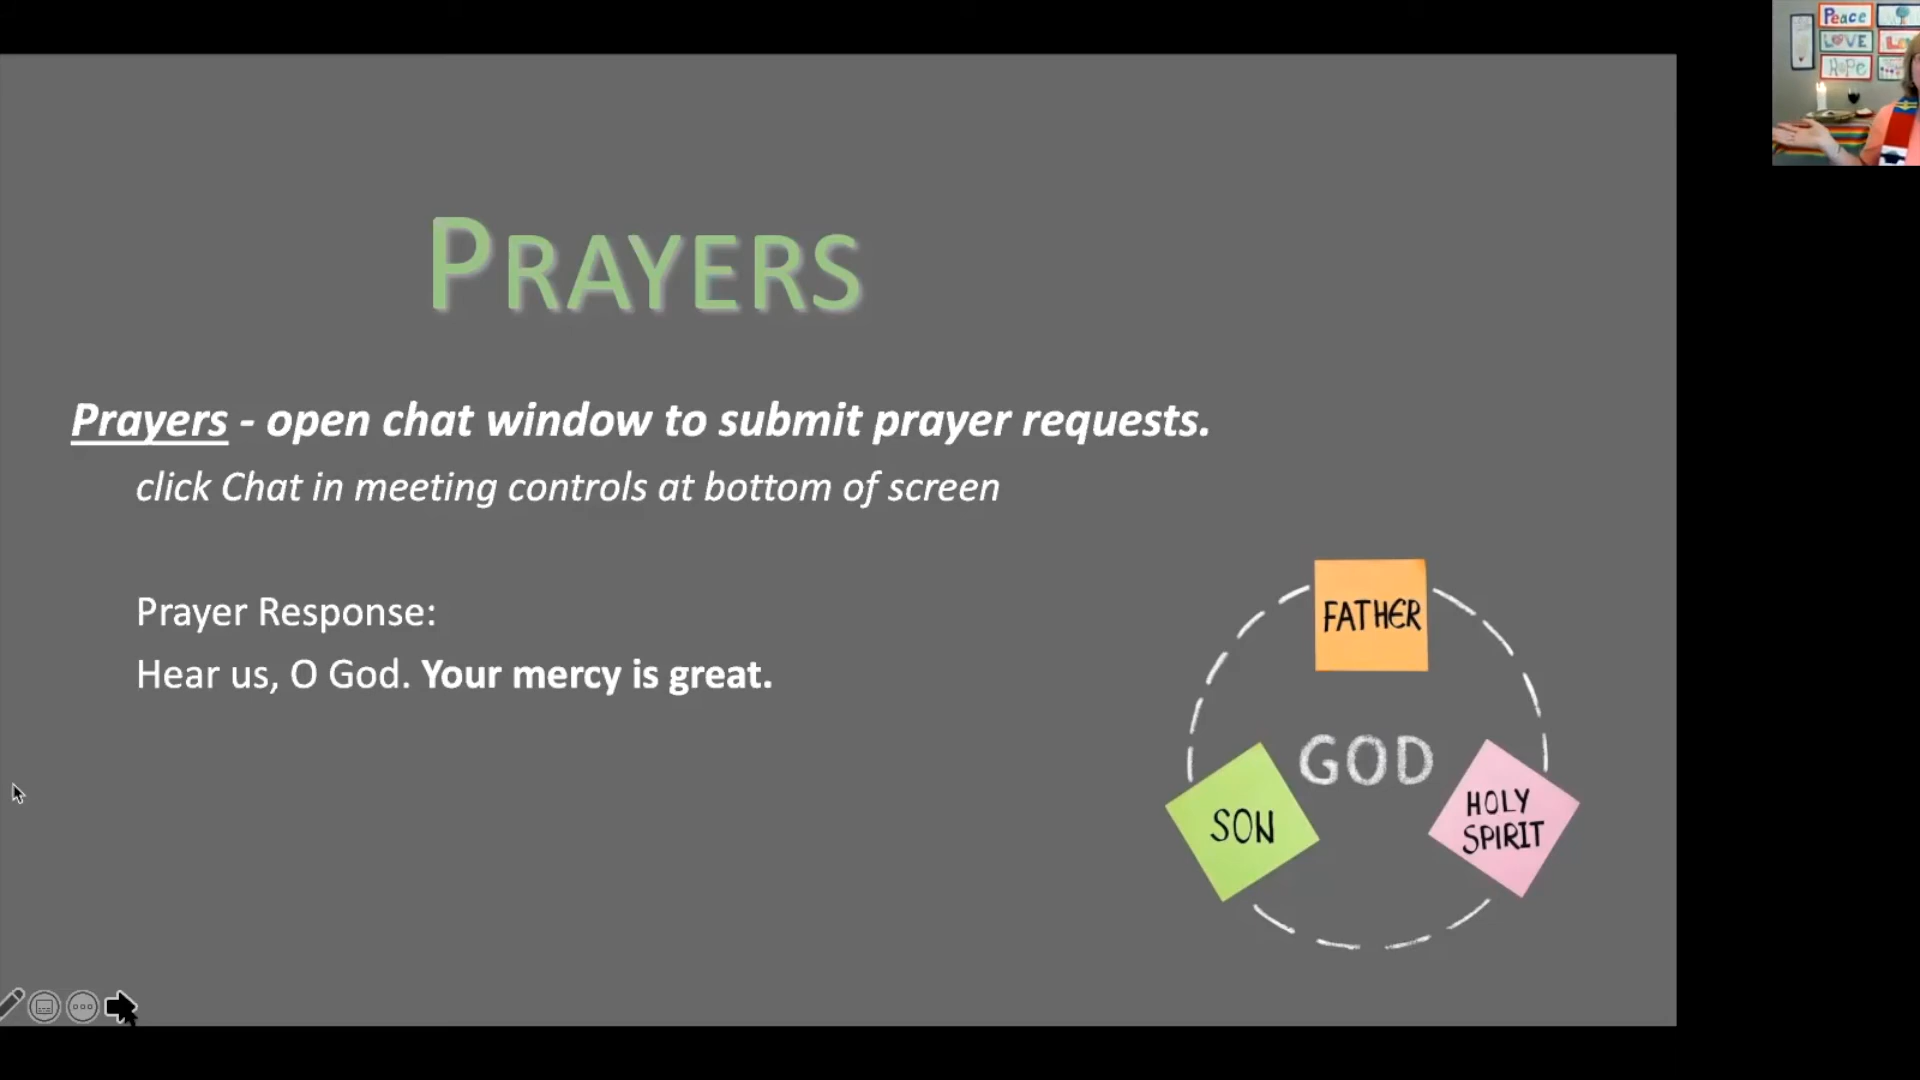 PRAYERS
Prayers - open chat window to submit prayer requests.
click Chat in meeting controls at bottom of screen
Prayer Response:
Hear us, O God. Your mercy is great.
FATHER
GOD
SON
HOLY
SPIRIT
Peace
LOVE
HOPE